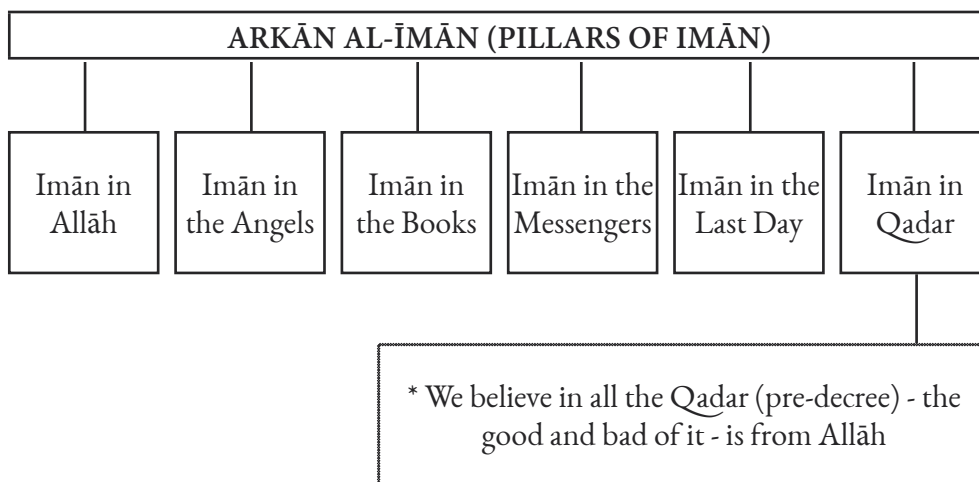 ARKĀN AL-ĪMĀN (PILLARS OF IMĀN)
Imān in
Allāh
Imān in
the Angels
Imān in
the Books
Imān in the
Messengers
Imān in the
Last Day
Imān in
Qadar
* We believe in all the Qadar (pre-decree) - the
good and bad of it - is from Allāh